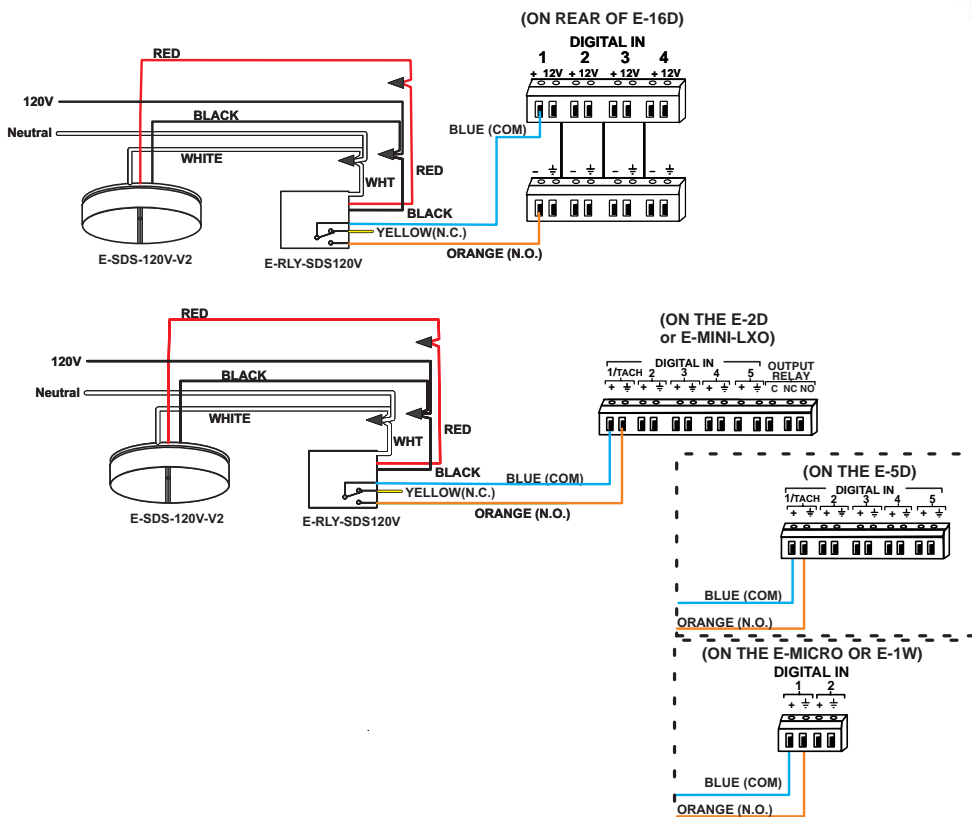 (ON REAR OF E-16D)
DIGITAL IN
1 2 3 4
+ 12V + 12V + 12V + 12V
RED
120V
BLACK
Neutral
WHITE
BLUE (COM)
RED
WHT
− ⏚ − ⏚ − ⏚ − ⏚
BLACK
YELLOW(N.C.)
ORANGE (N.O.)
E-SDS-120V-V2
E-RLY-SDS120V
RED
(ON THE E-2D
or E-MINI-LXO)
120V
DIGITAL IN
OUTPUT
RELAY
1/TACH 2 3 4 5
+ ⏚ + ⏚ + ⏚ + ⏚ + ⏚ C NC NO
BLACK
Neutral
WHITE
RED
WHT
BLACK
BLUE (COM)
YELLOW(N.C.)
ORANGE (N.O.)
E-SDS-120V-V2
E-RLY-SDS120V
(ON THE E-5D)
DIGITAL IN
1/TACH 2 3 4 5
+ ⏚ + ⏚ + ⏚ + ⏚ + ⏚
BLUE (COM)
ORANGE (N.O.)
(ON THE E-MICRO OR E-1W)
DIGITAL IN
1 2
+ ⏚ + ⏚
BLUE (COM)
ORANGE (N.O.)